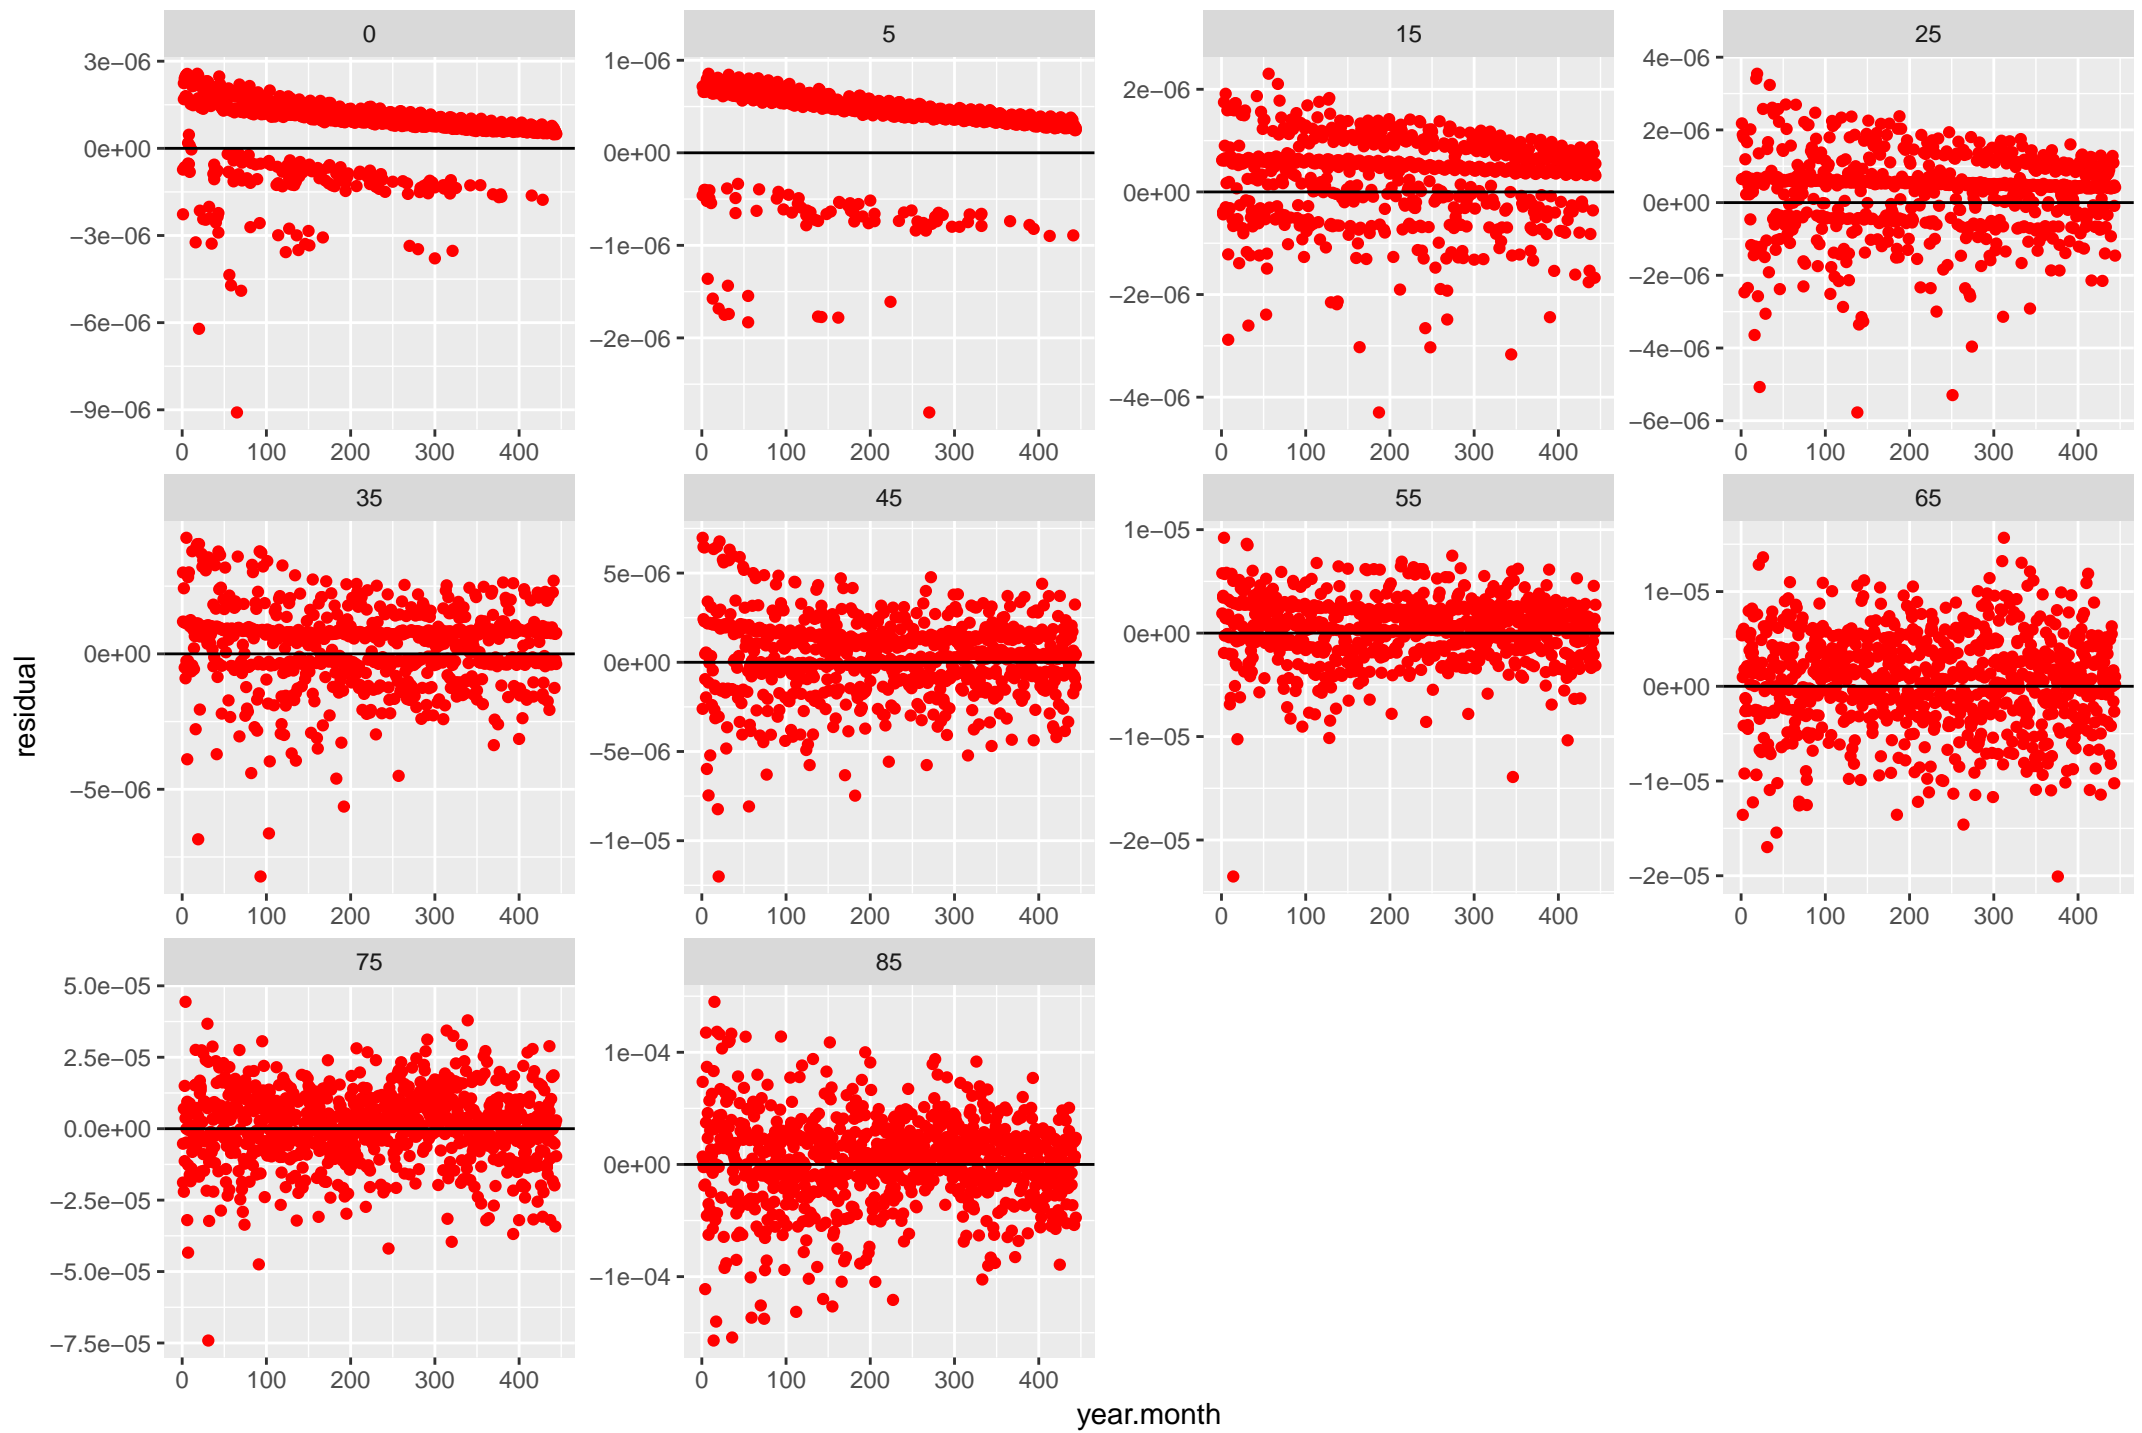 0 5 15 25
3e−06
0e+00
−3e−06
−6e−06
−9e−06
1e−06
0e+00
−1e−06
−2e−06
2e−06
0e+00
−2e−06
−4e−06
4e−06
2e−06
0e+00
−2e−06
−4e−06
−6e−06
0 100 200 300 400 0 100 200 300 400 0 100 200 300 400 0 100 200 300 400
35 45 55 65
0e+00
−5e−06
5e−06
0e+00
−5e−06
−1e−05
1e−05
0e+00
−1e−05
−2e−05
1e−05
0e+00
−1e−05
−2e−05
0 100 200 300 400 0 100 200 300 400 0 100 200 300 400 0 100 200 300 400
75 85
5.0e−05
2.5e−05
0.0e+00
−2.5e−05
−5.0e−05
−7.5e−05
1e−04
0e+00
−1e−04
0 100 200 300 400 0 100 200 300 400
residual
year.month